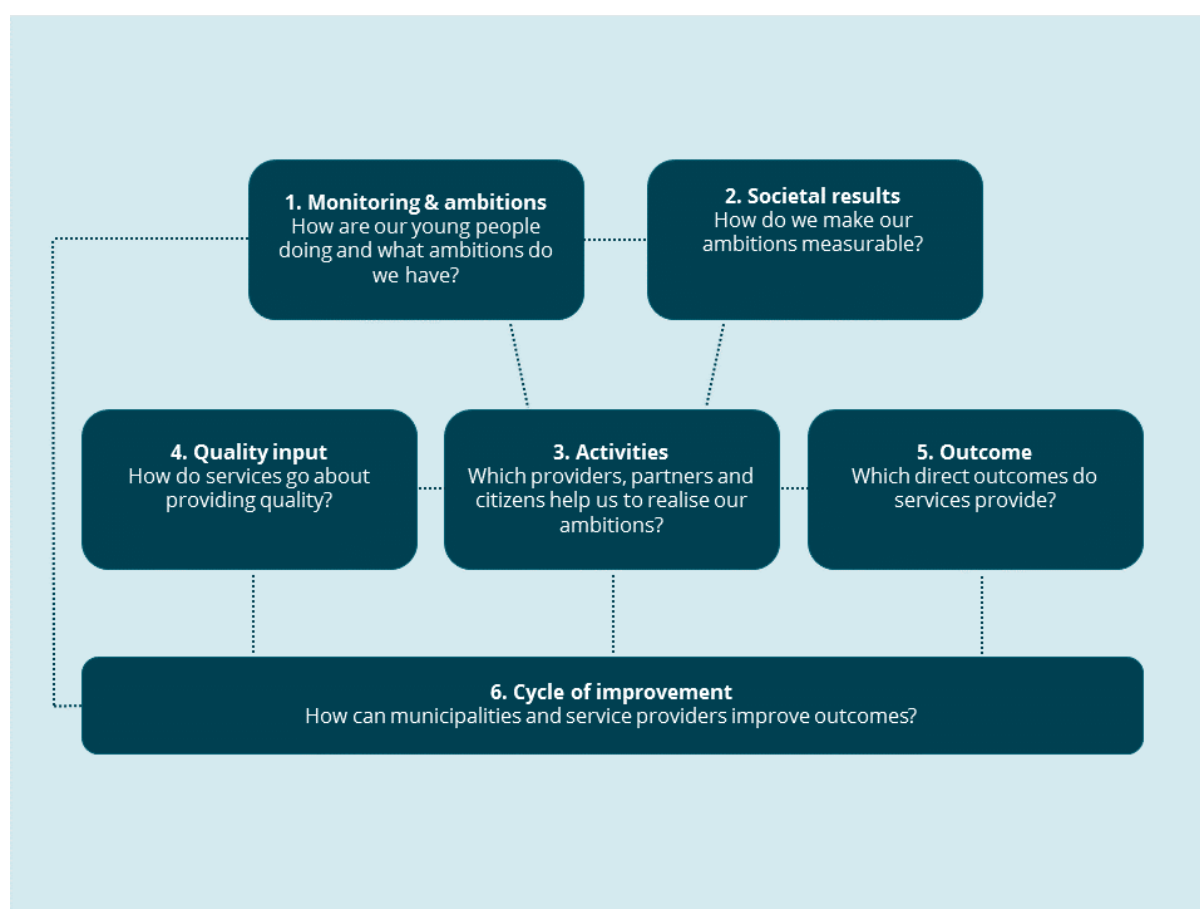 1. Monitoring & ambitions
How are our young people
doing and what ambitions do
we have?
2. Societal results
How do we make our
ambitions measurable?
4. Quality input
How do services go about
providing quality?
3. Activities
Which providers, partners and
citizens help us to realise our
ambitions?
5. Outcome
Which direct outcomes do
services provide?
6. Cycle of improvement
How can municipalities and service providers improve outcomes?